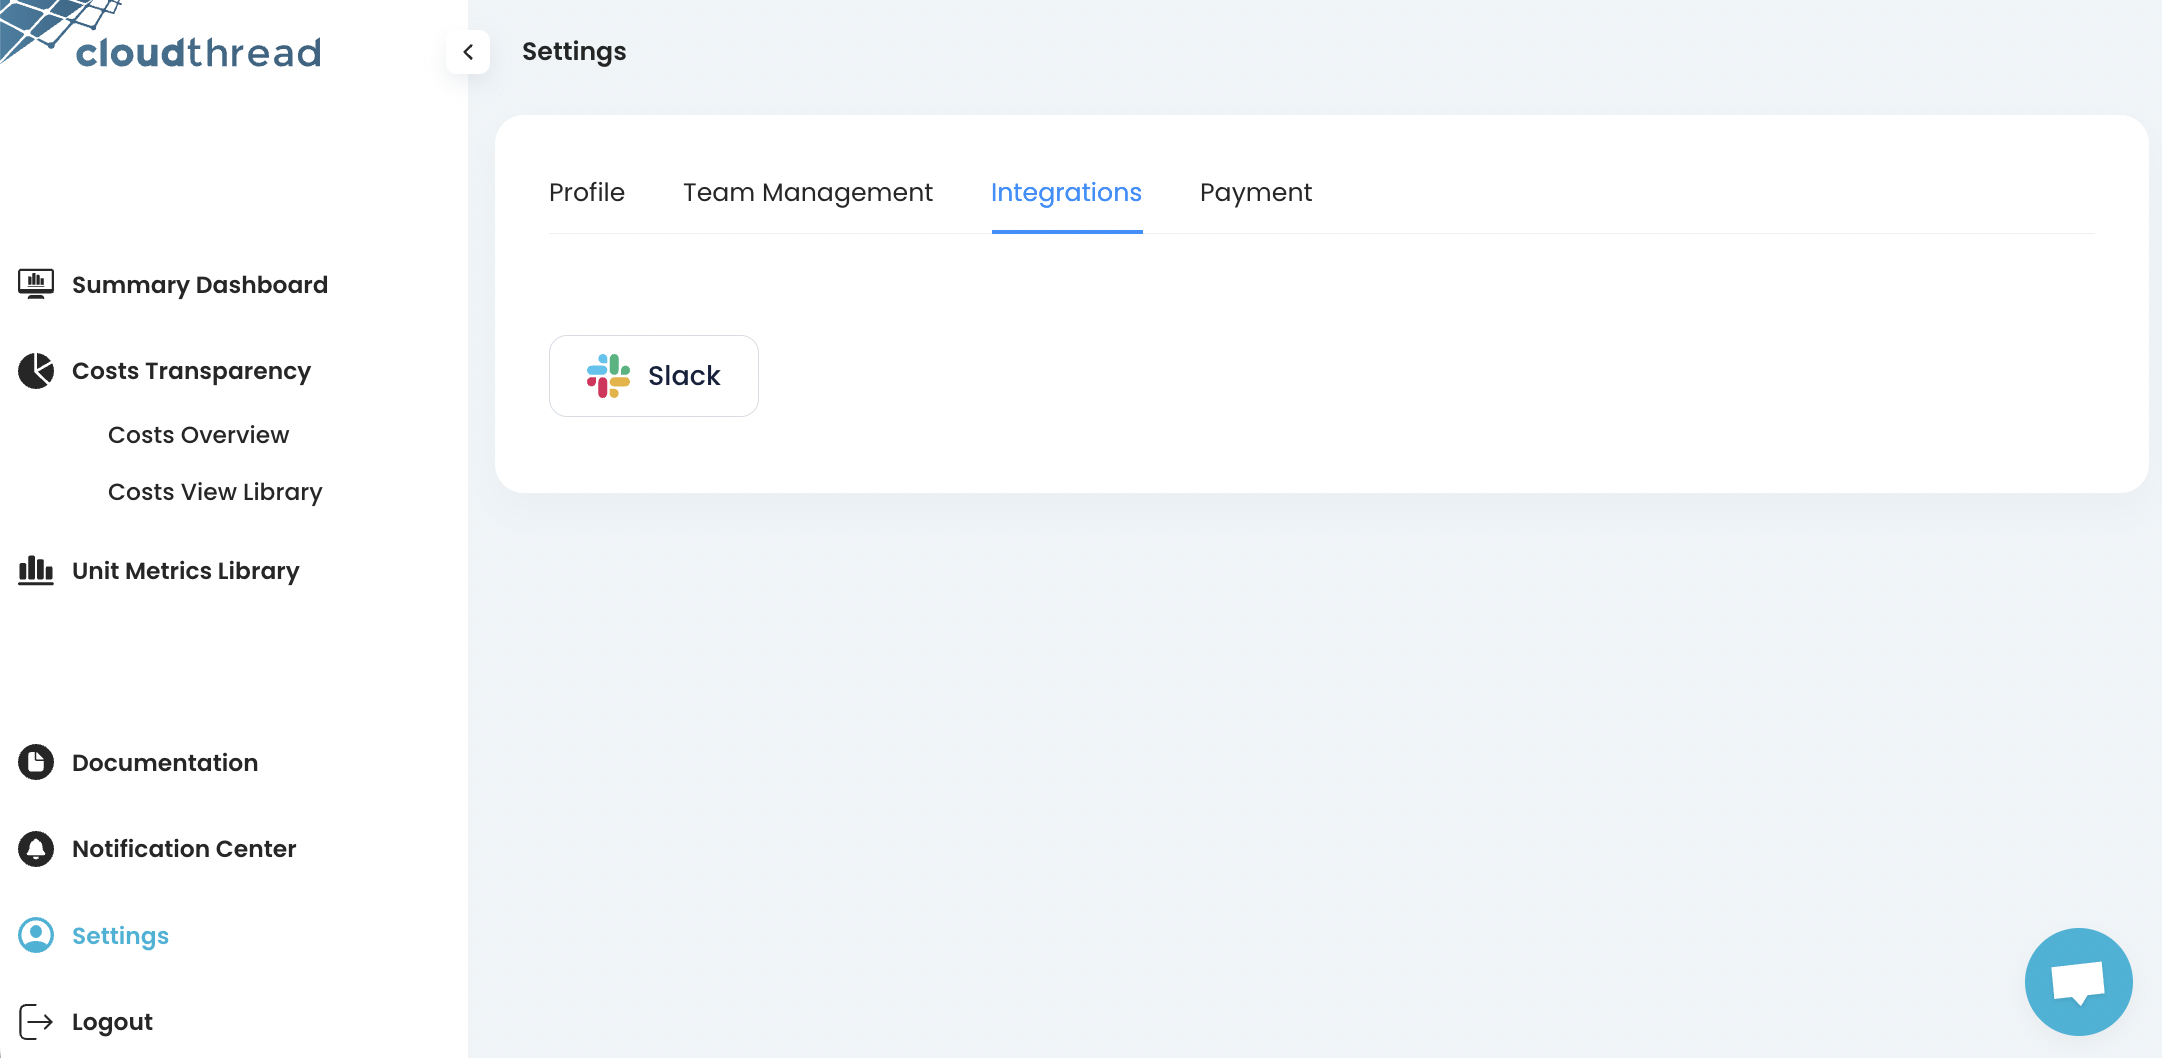 cloudthread
Settings
Profile
Team Management
Integrations
Payment
Slack
Summary Dashboard
Costs Transparency
Costs Overview
Costs View Library
Unit Metrics Library
Documentation
Notification Center
Settings
Logout